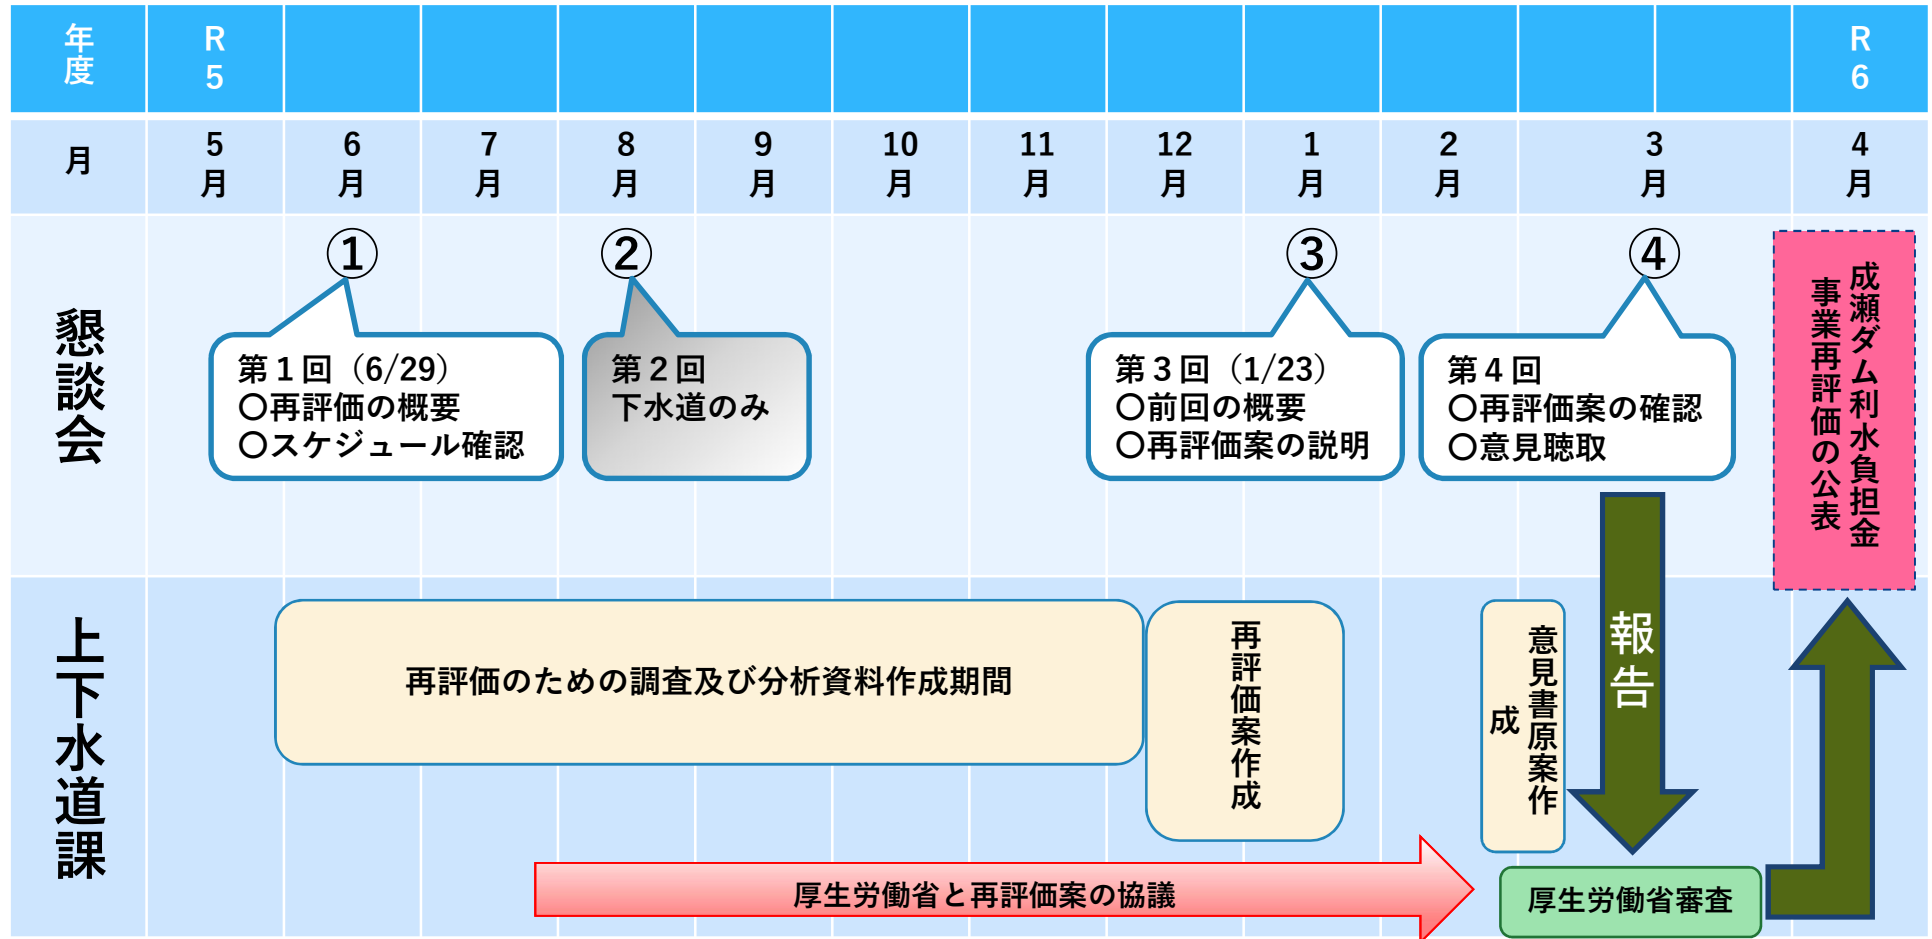 年度
R5
R6
月
5月
6月
7月
8月
9月
10月
11月
12月
1月
2月
3月
4月
懇談会
①
②
③
④
第１回（6/29）
〇再評価の概要
〇スケジュール確認
第２回
下水道のみ
第３回（1/23）
〇前回の概要
〇再評価案の説明
第４回
〇再評価案の確認
〇意見聴取
成瀬ダム利水負担金
事業再評価の公表
上下水道課
再評価のための調査及び分析資料作成期間
再評価案作成
意見書原案作
成
報告
厚生労働省と再評価案の協議
厚生労働省審査